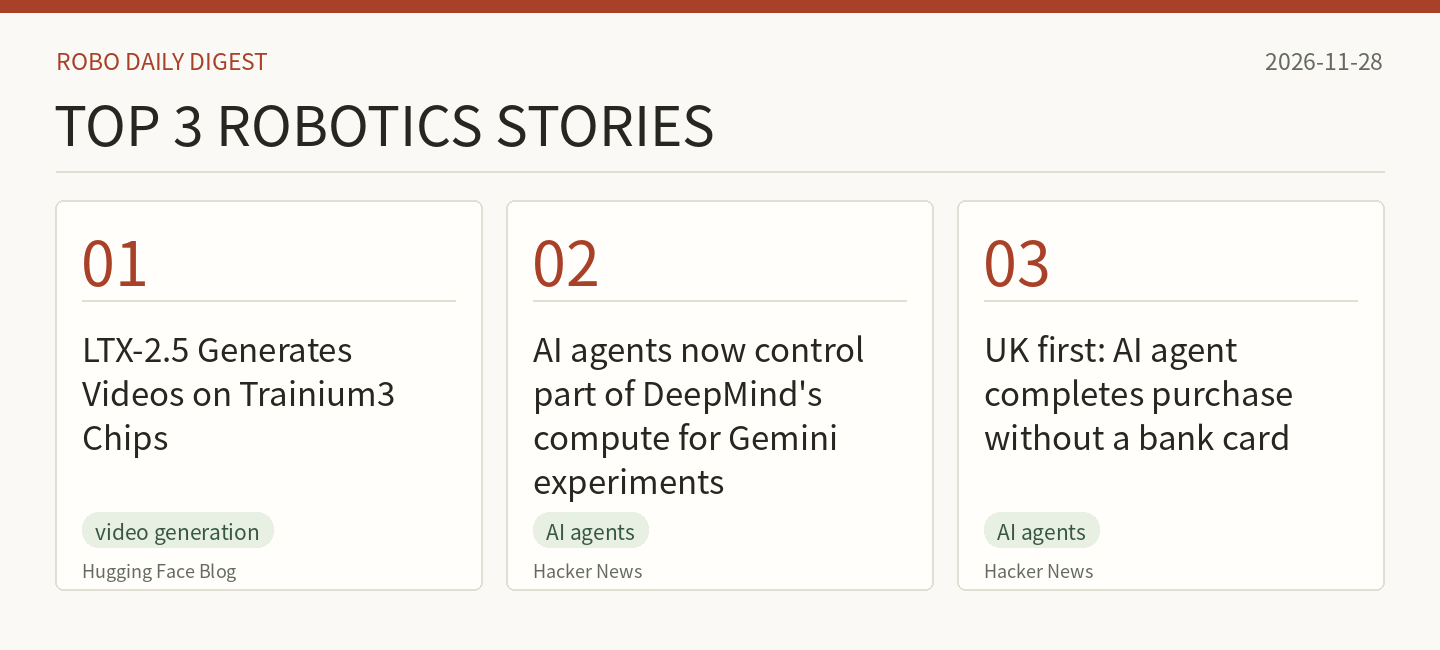 ROBO DAILY DIGEST
2026-11-28
TOP 3 ROBOTICS STORIES
01
LTX-2.5 Generates
Videos on Trainium3
Chips
video generation
Hugging Face Blog
02
AI agents now control
part of DeepMind's
compute for Gemini
experiments
AI agents
Hacker News
03
UK first: AI agent
completes purchase
without a bank card
AI agents
Hacker News